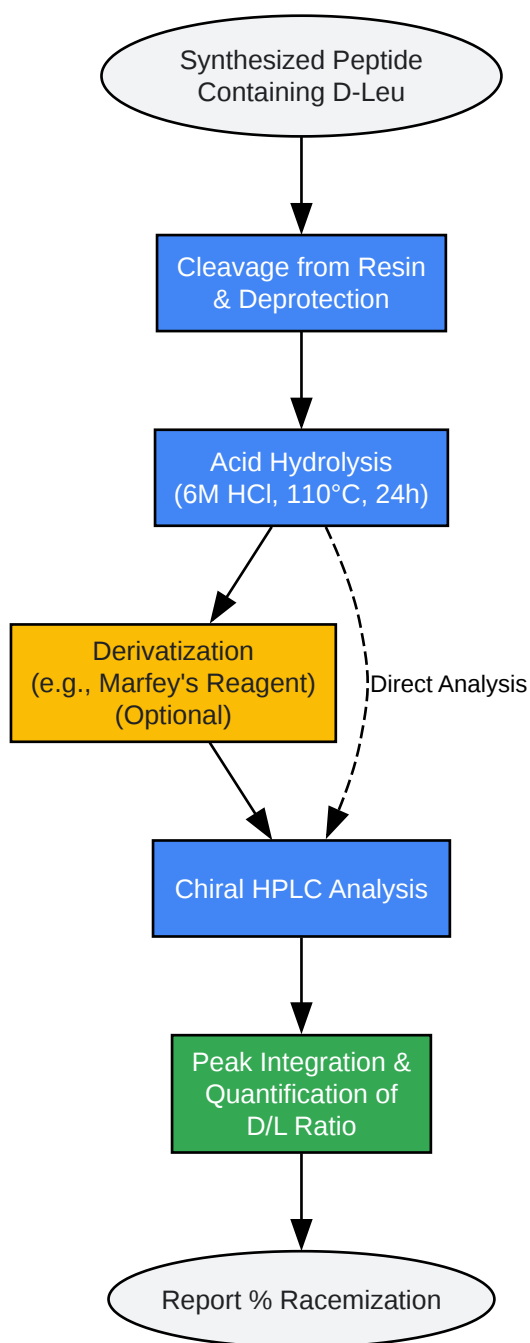 Synthesized Peptide
Containing D-Leu
Cleavage from Resin
& Deprotection
Acid Hydrolysis
(6M HCl, 110°C, 24h)
Derivatization
(e.g., Marfey's Reagent)
(Optional)
Direct Analysis
Chiral HPLC Analysis
Peak Integration &
Quantification of
D/L Ratio
Report % Racemization